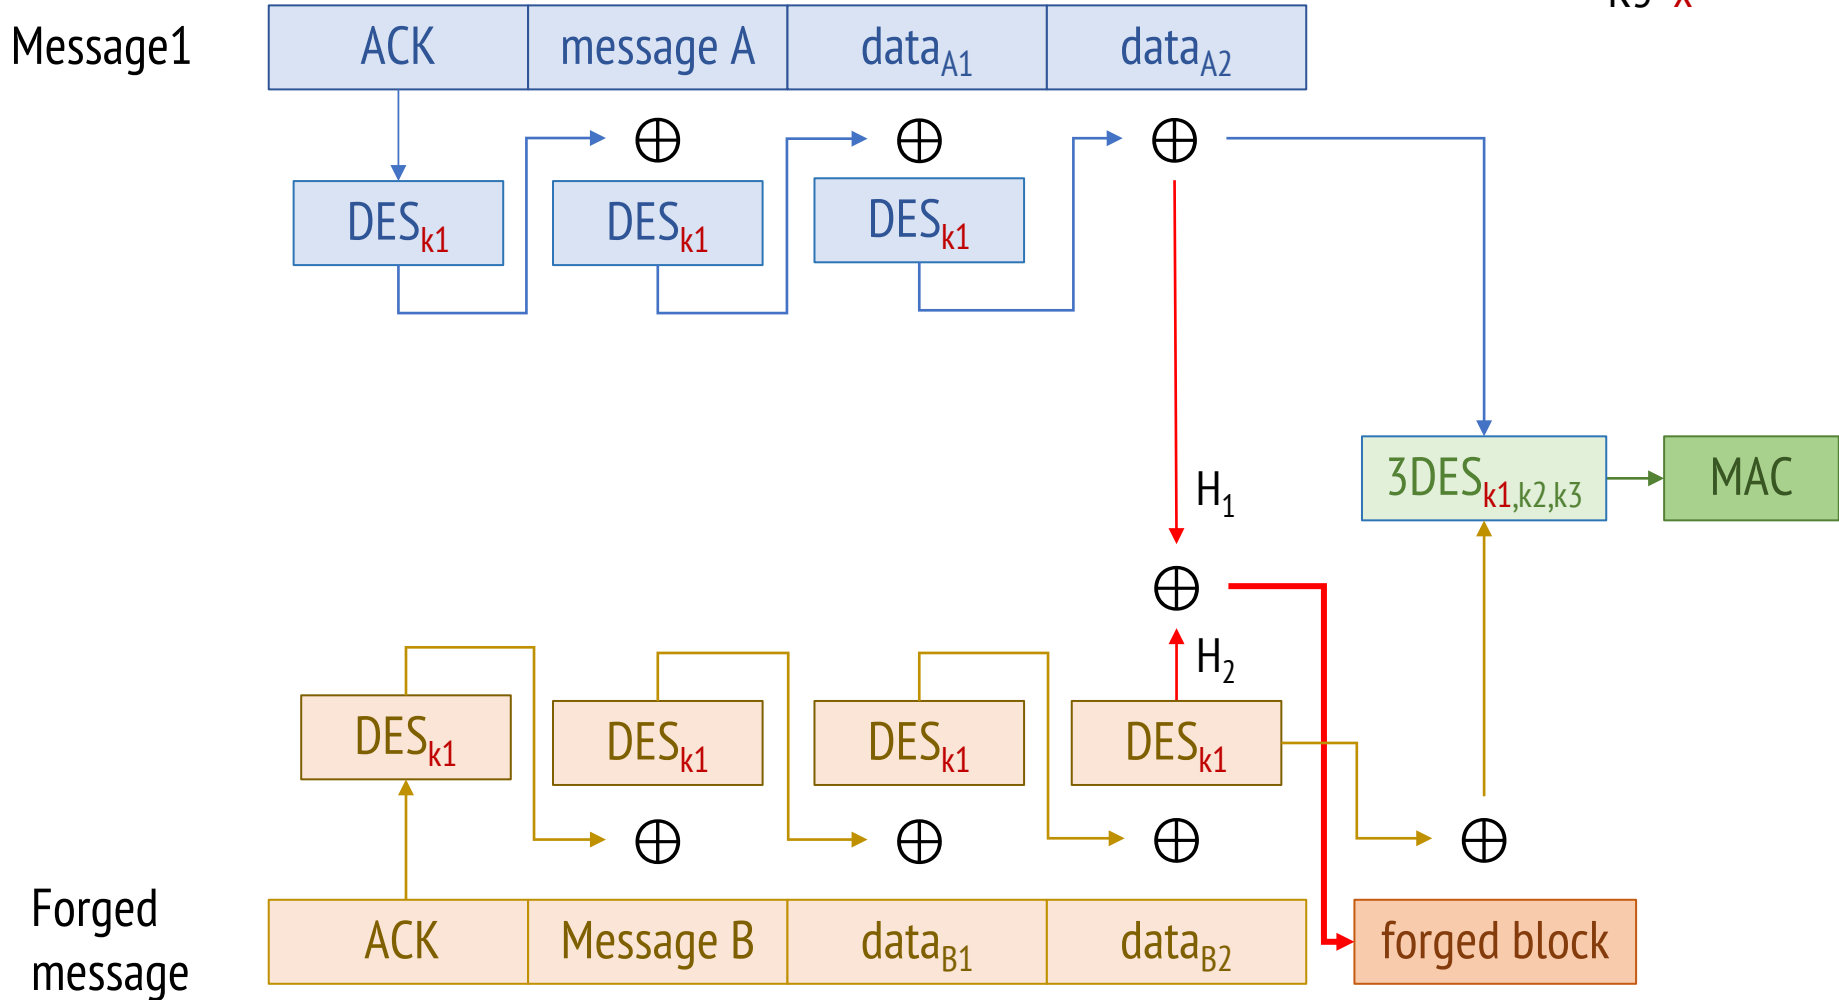 Message1
ACK
message A
dataA1
dataA2
DESk1
DESk1
DESk1
H1
3DESk1,k2,k3
MAC
H2
DESk1
DESk1
DESk1
DESk1
Forged
message
ACK
Message B
dataB1
dataB2
forged block